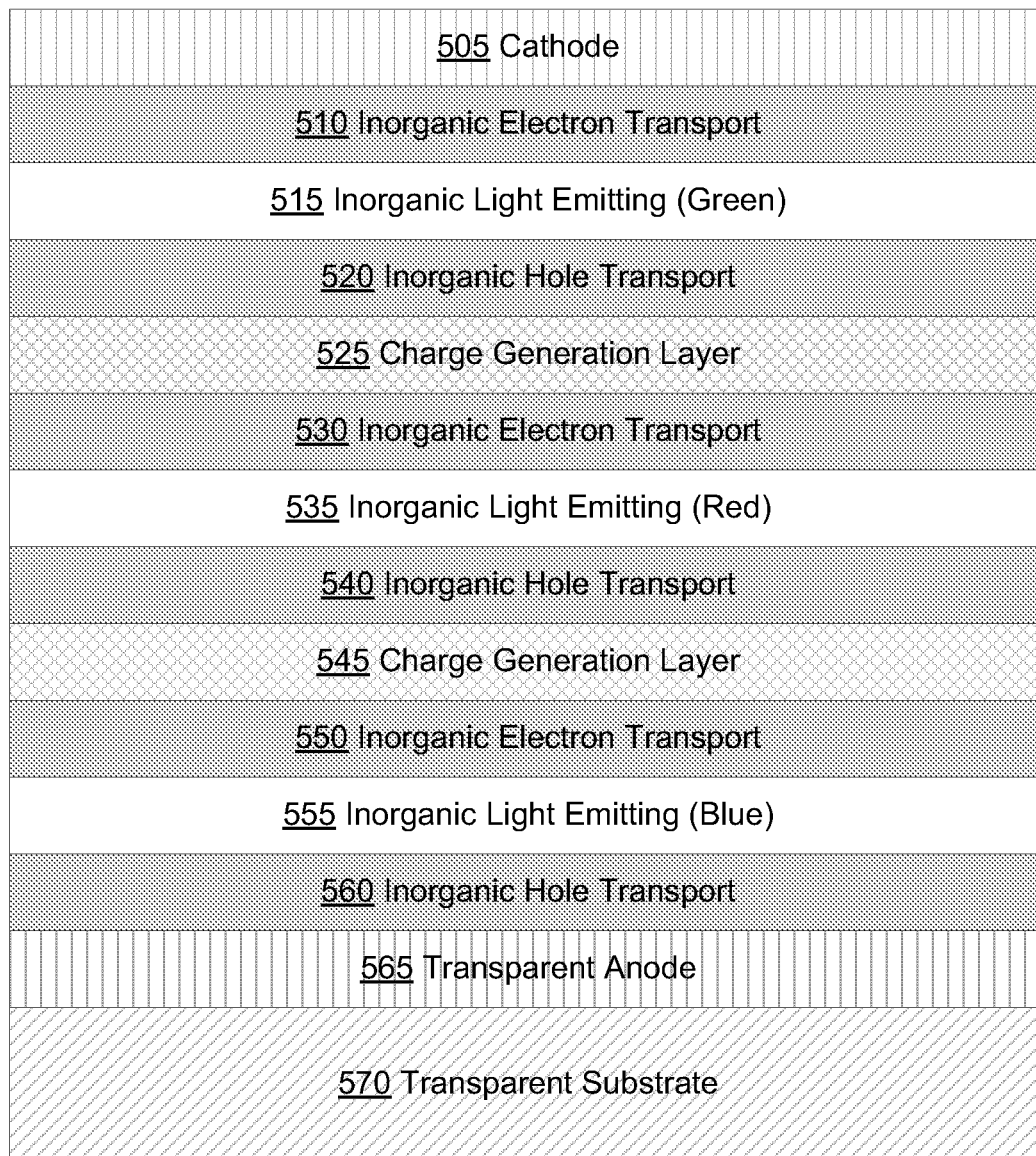 505 Cathode
510 Inorganic Electron Transport
515 Inorganic Light Emitting (Green)
520 Inorganic Hole Transport
525 Charge Generation Layer
530 Inorganic Electron Transport
535 Inorganic Light Emitting (Red)
540 Inorganic Hole Transport
545 Charge Generation Layer
550 Inorganic Electron Transport
555 Inorganic Light Emitting (Blue)
560 Inorganic Hole Transport
565 Transparent Anode
570 Transparent Substrate